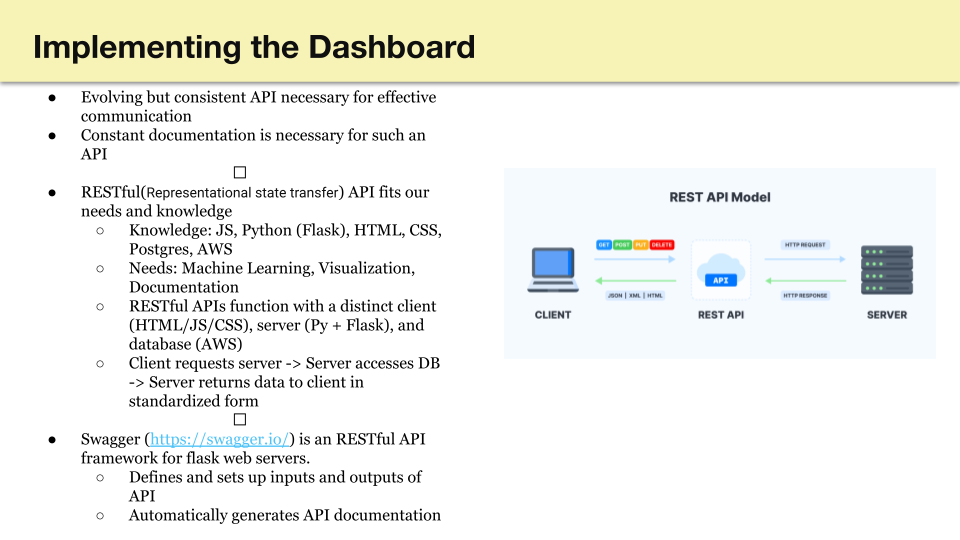 Implementing the Dashboard
● Evolving but consistent API necessary for effective
communication
● Constant documentation is necessary for such an
API
☐
● RESTful(Representational state transfer) API fits our
needs and knowledge
○ Knowledge: JS, Python (Flask), HTML, CSS,
Postgres, AWS
○ Needs: Machine Learning, Visualization,
Documentation
○ RESTful APIs function with a distinct client
(HTML/JS/CSS), server (Py + Flask), and
database (AWS)
○ Client requests server -> Server accesses DB
-> Server returns data to client in
standardized form
☐
● Swagger (https://swagger.io/) is an RESTful API
framework for flask web servers.
○ Defines and sets up inputs and outputs of
API
○ Automatically generates API documentation
REST API Model
GET POST PUT DELETE
HTTP REQUEST
API
JSON | XML | HTML
HTTP RESPONSE
CLIENT
REST API
SERVER